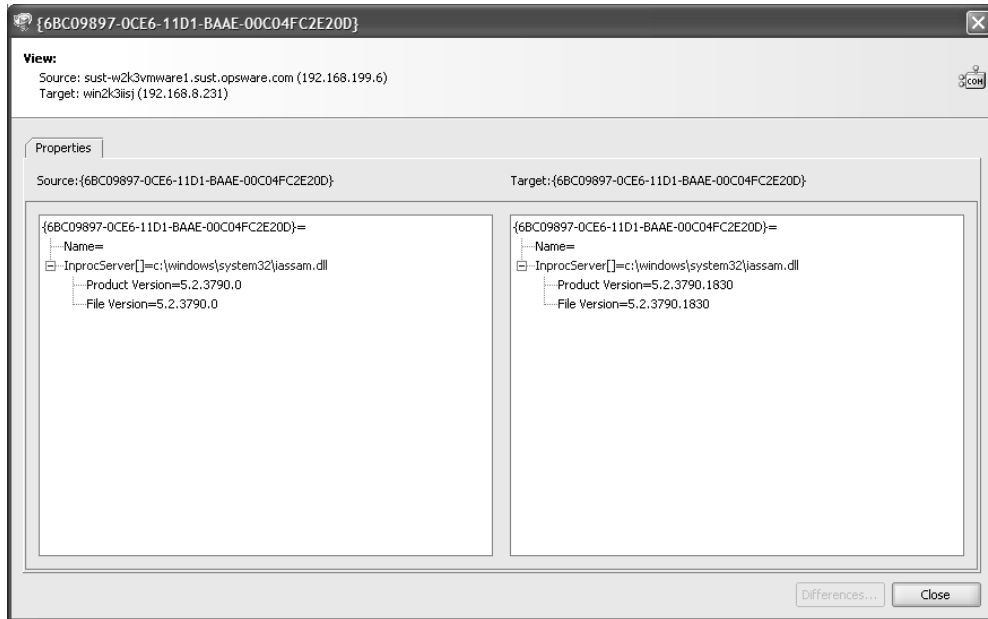 {6BC09897-0CE6-11D1-BAAE-00C04FC2E20D}
View:
Source: sust-w2k3vmware1.sust.opsware.com (192.168.199.6)
Target: win2k3iisj (192.168.8.231)
COM
Properties
Source:{6BC09897-0CE6-11D1-BAAE-00C04FC2E20D}
Target:{6BC09897-0CE6-11D1-BAAE-00C04FC2E20D}
{6BC09897-0CE6-11D1-BAAE-00C04FC2E20D}=
Name=
InprocServer[]=c:\windows\system32\iassam.dll
Product Version=5.2.3790.0
File Version=5.2.3790.0
{6BC09897-0CE6-11D1-BAAE-00C04FC2E20D}=
Name=
InprocServer[]=c:\windows\system32\iassam.dll
Product Version=5.2.3790.1830
File Version=5.2.3790.1830
Differences...
Close